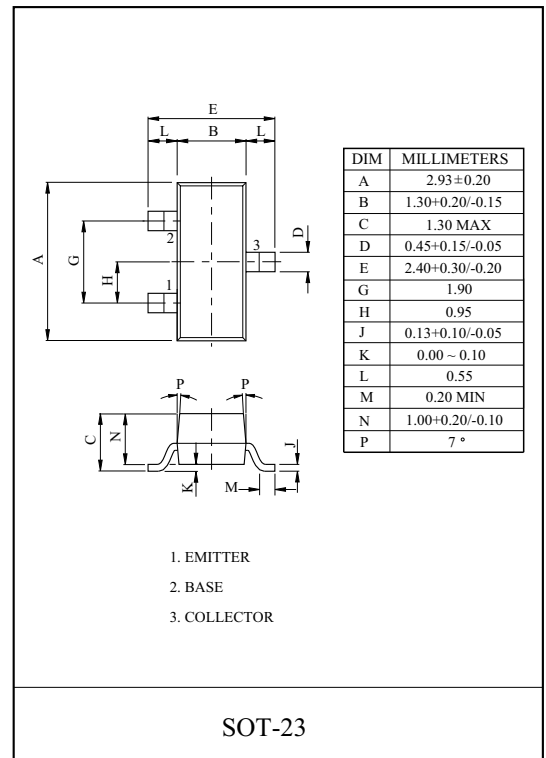 E
L B L
A
G
H
D
2
3
1
DIM MILLIMETERS
A 2.93±0.20
B 1.30+0.20/-0.15
C 1.30 MAX
D 0.45+0.15/-0.05
E 2.40+0.30/-0.20
G 1.90
H 0.95
J 0.13+0.10/-0.05
K 0.00 ~ 0.10
L 0.55
M 0.20 MIN
N 1.00+0.20/-0.10
P 7 °
P P
C
N
K
M
J
1. EMITTER
2. BASE
3. COLLECTOR
SOT-23